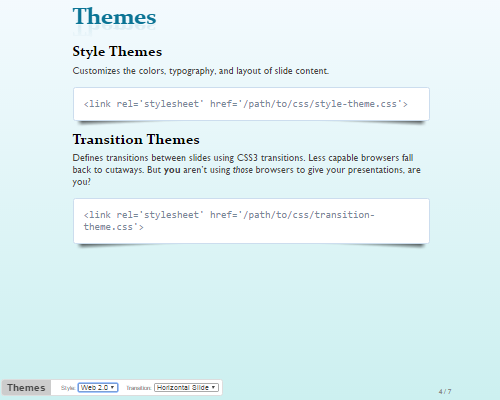 Themes
Style Themes
Customizes the colors, typography, and layout of slide content.
<link rel='stylesheet' href='/path/to/css/style-theme.css'>
Transition Themes
Defines transitions between slides using CSS3 transitions. Less capable browsers fall
back to cutaways. But you aren't using those browsers to give your presentations, are
you?
<link rel='stylesheet' href='/path/to/css/transition-
theme.css'>
Themes Style: Web 2.0 Transition: Horizontal Slide 4 / 7